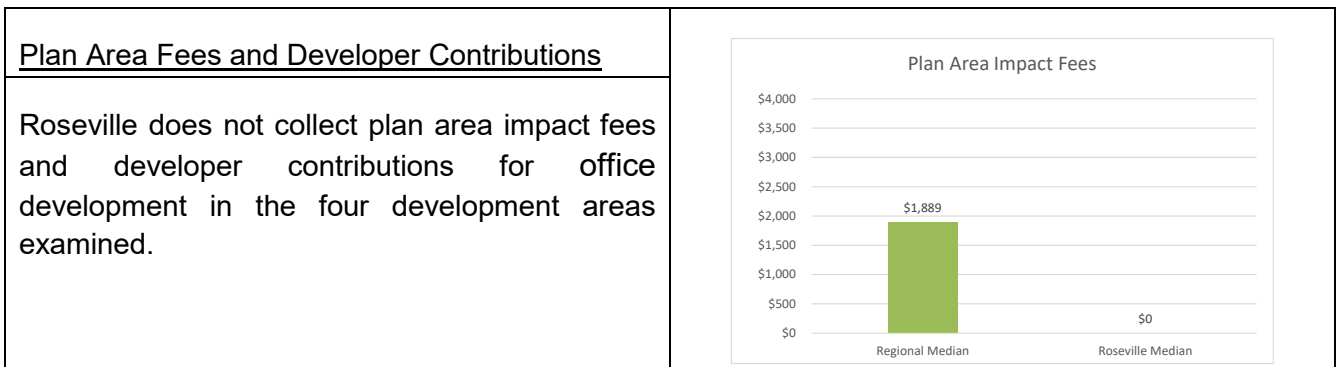 Plan Area Fees and Developer Contributions
Roseville does not collect plan area impact fees
and developer contributions for office
development in the four development areas
examined.
Plan Area Impact Fees
$4,000
$3,500
$3,000
$2,500
$2,000
$1,500
$1,000
$500
$0
$1,889
$0
Regional Median
Roseville Median